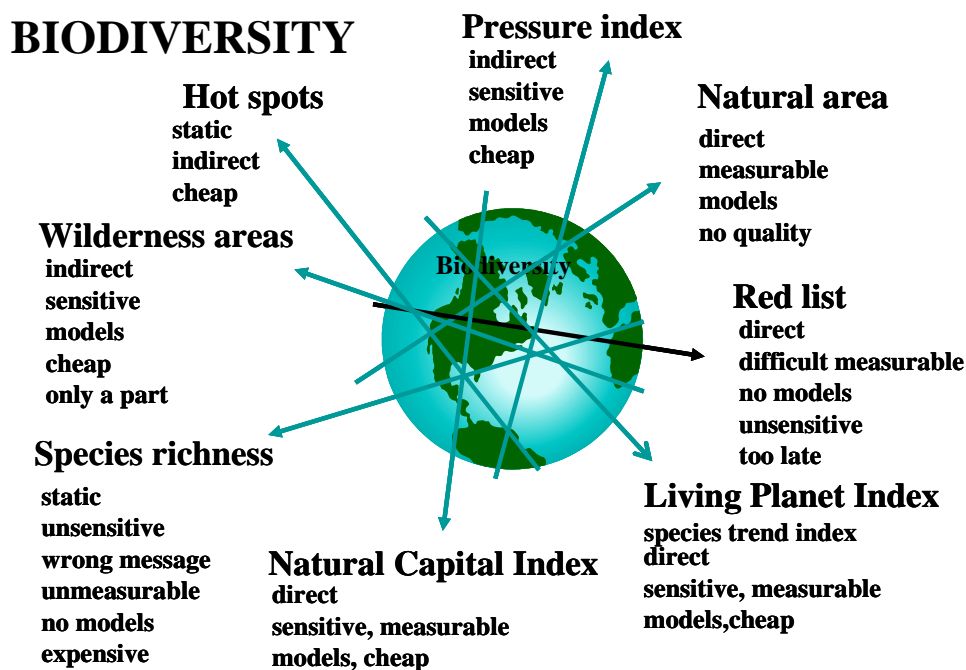 BIODIVERSITY
Pressure index
indirect
sensitive
models
cheap
Hot spots
static
indirect
cheap
Natural area
direct
measurable
models
no quality
Wilderness areas
indirect
sensitive
models
cheap
only a part
Biodiversity
Red list
direct
difficult measurable
no models
unsensitive
too late
Species richness
static
unsensitive
wrong message
unmeasurable
no models
expensive
Natural Capital Index
direct
sensitive, measurable
models, cheap
Living Planet Index
species trend index
direct
sensitive, measurable
models,cheap